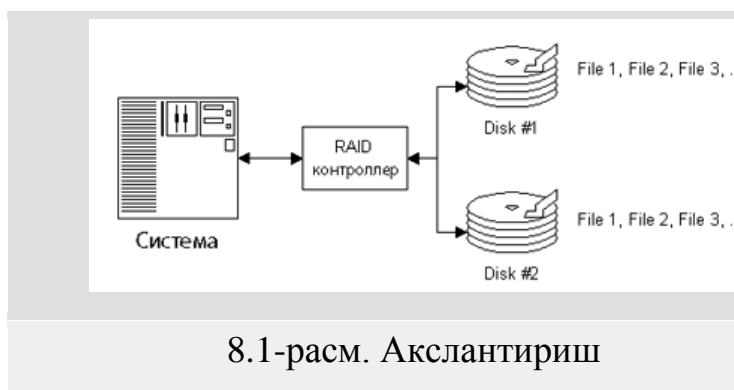 File 1, File 2, File 3, .
Disk #1
RAID
контроллер
Система
File 1, File 2, File 3, .
Disk #2
8.1-расм. Акслантириш